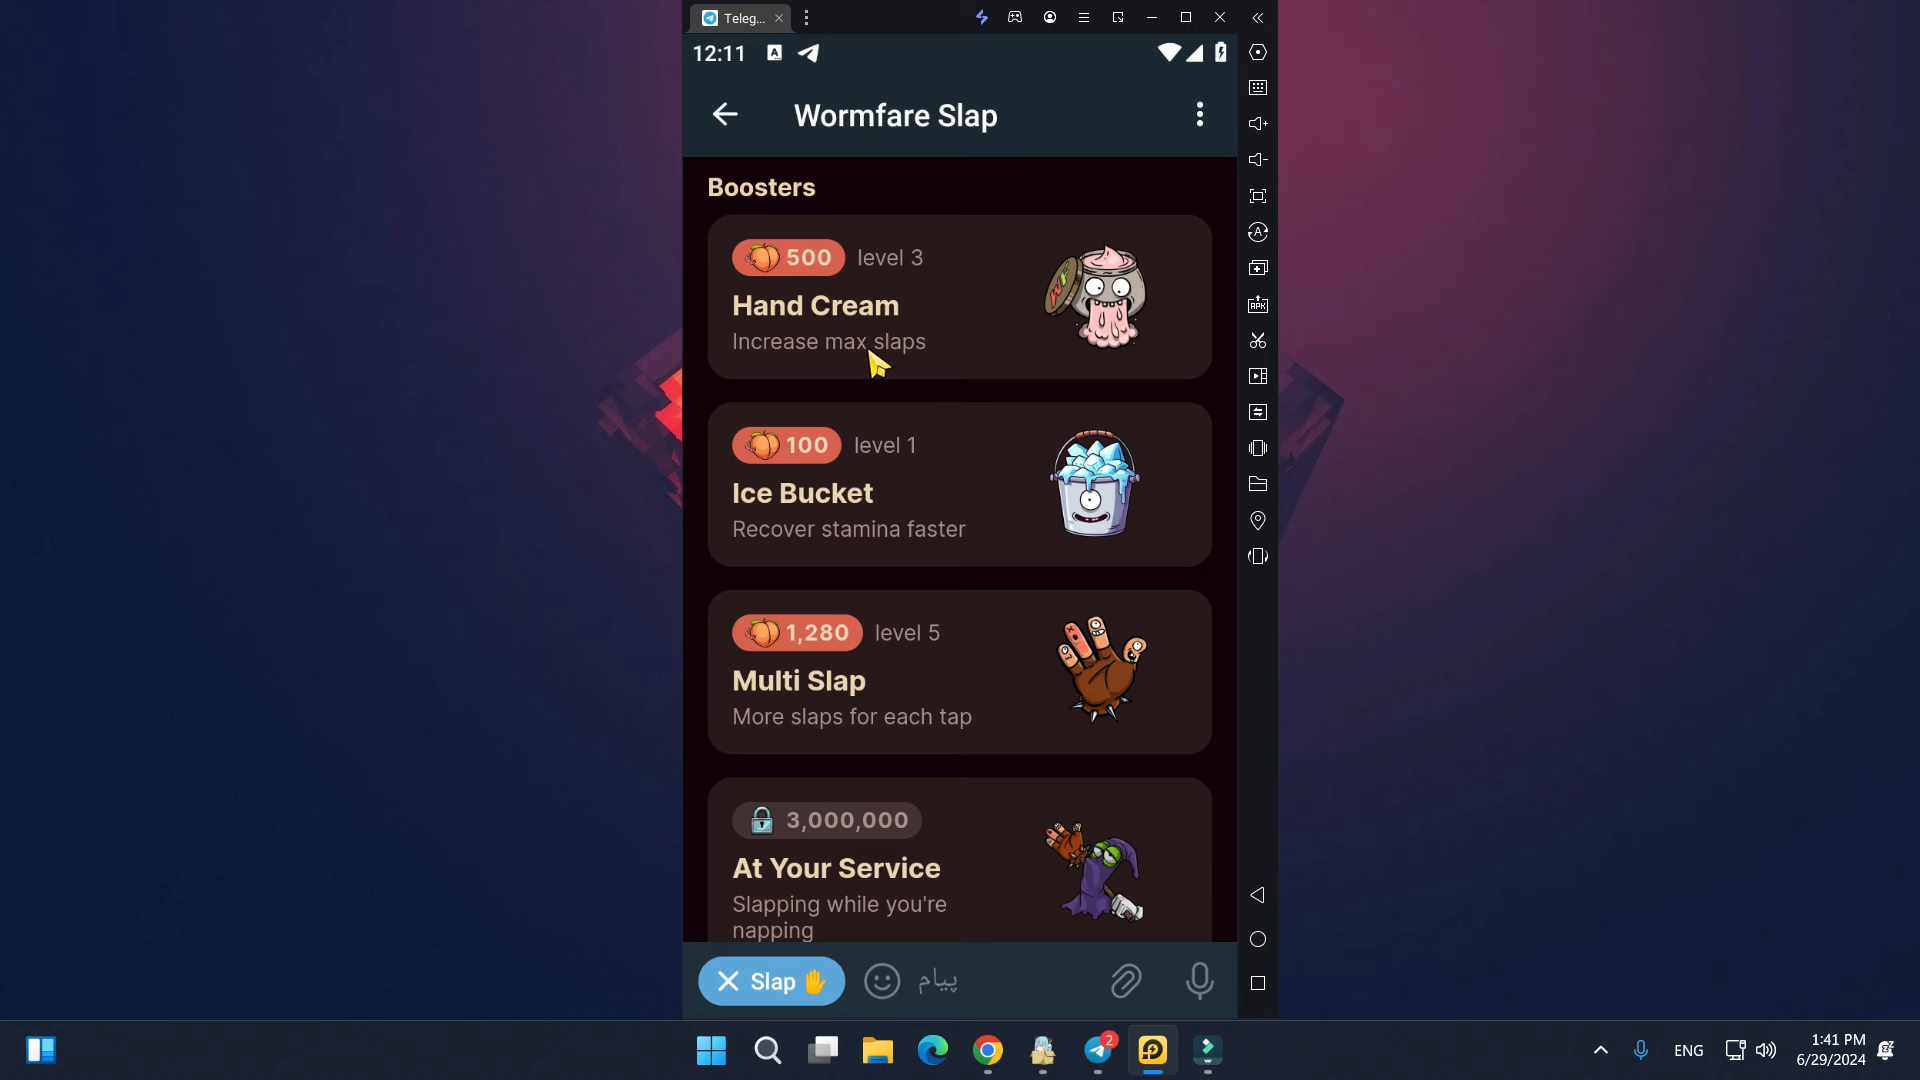 Teleg...
12:11
Wormfare Slap
Boosters
500 level 3
Hand Cream
Increase max slaps
100 level 1
Ice Bucket
Recover stamina faster
1,280 level 5
Multi Slap
More slaps for each tap
3,000,000
At Your Service
Slapping while you're
napping
Slap
پیام
2
ENG
1:41 PM
6/29/2024